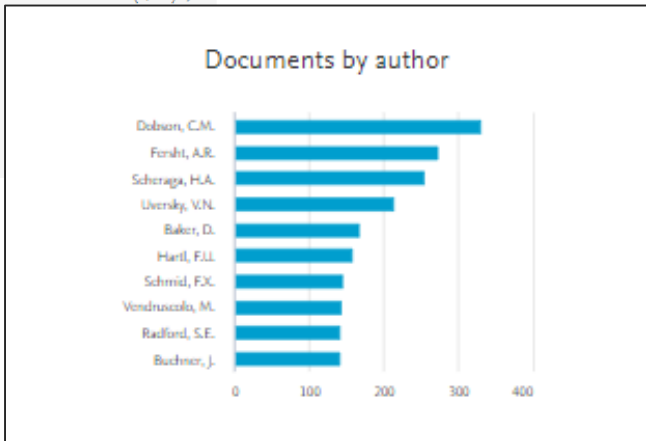 Documents by author
Dobson, C.M.
Fersht, A.R.
Scheraga, H.A.
Uversky, V.N.
Baker, D.
Hartl, F.U.
Schmid, F.X.
Vendruscolo, M.
Radford, S.E.
Buchner, J.
0 100 200 300 400